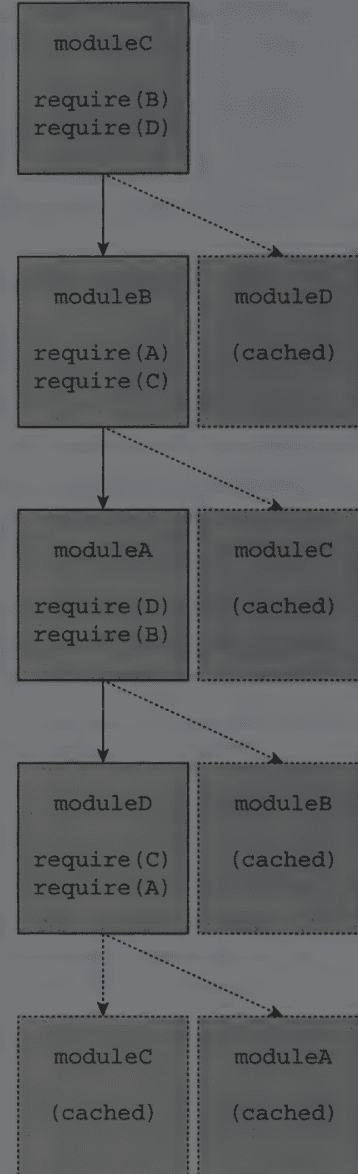 moduleC
require(B)
require(D)
moduleB
require(A)
require(C)
moduleD
(cached)
moduleA
require(D)
require(B)
moduleC
(cached)
moduleD
require(C)
require(A)
moduleB
(cached)
moduleC
(cached)
moduleA
(cached)